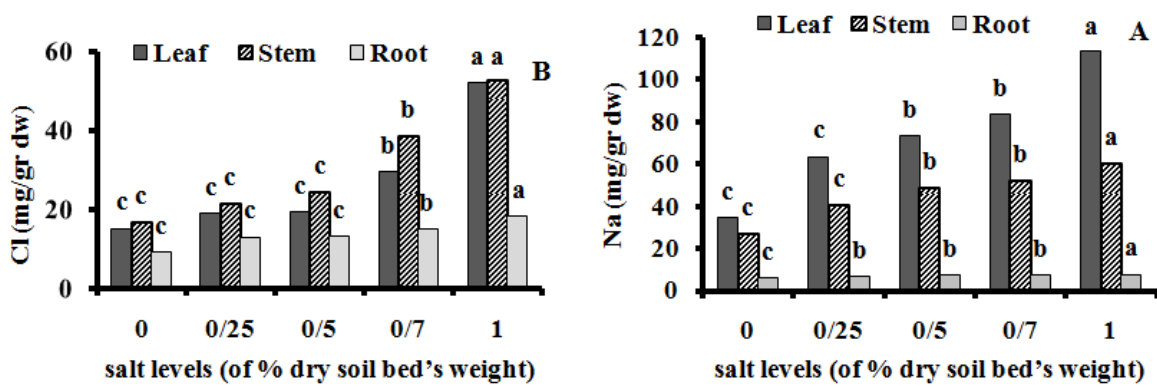 60
Leaf Stem Root
B
a a
b b
c c c c c c
c c c b a
40
20
0
Cl (mg/gr dw)
0 0/25 0/5 0/7 1
salt levels (of % dry soil bed's weight)
120
Leaf Stem Root
A
a
b b
c
100
80
60
40
20
0
c c c b b a
c b b b a
Na (mg/gr dw)
0 0/25 0/5 0/7 1
salt levels (of % dry soil bed's weight)